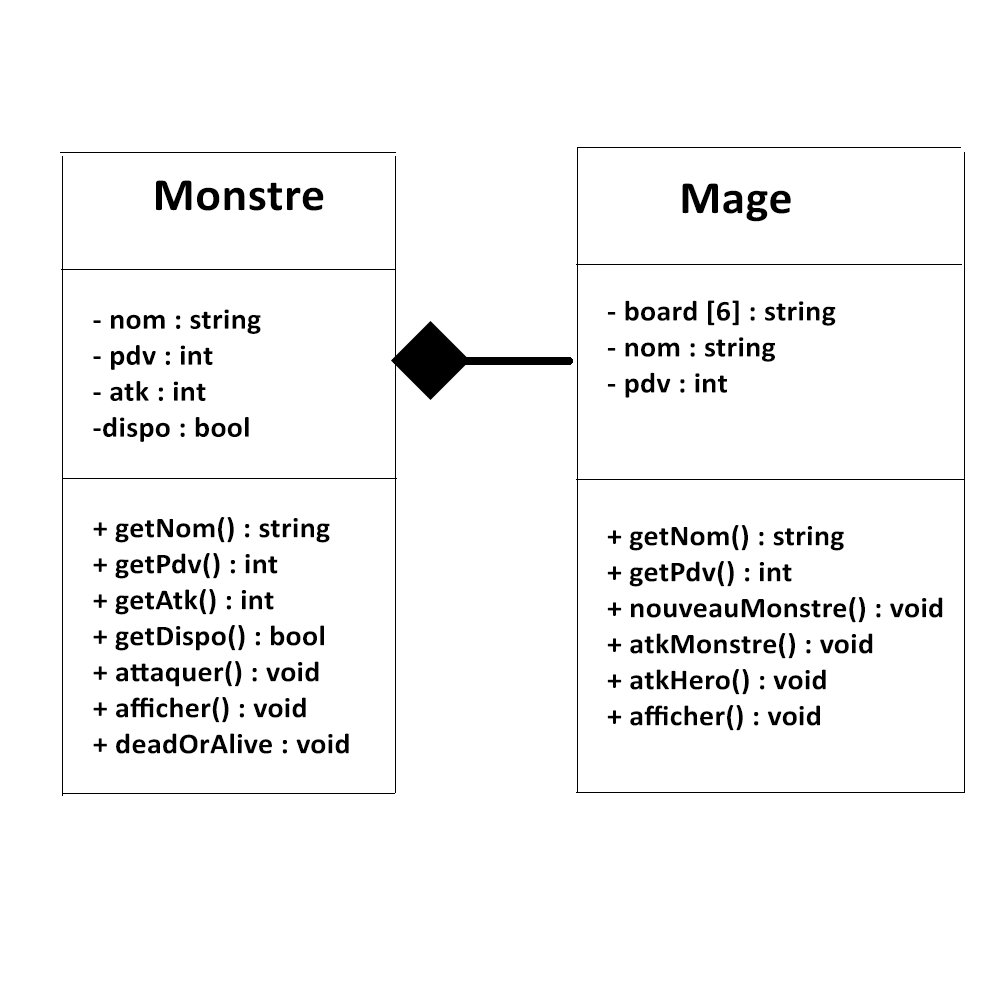 Monstre
- nom : string
- pdv : int
- atk : int
-dispo : bool
+ getNom() : string
+ getPdv() : int
+ getAtk() : int
+ getDispo() : bool
+ attaquer() : void
+ afficher() : void
+ deadOrAlive : void
Mage
- board [6] : string
- nom : string
- pdv : int
+ getNom() : string
+ getPdv() : int
+ nouveauMonstre() : void
+ atkMonstre() : void
+ atkHero() : void
+ afficher() : void